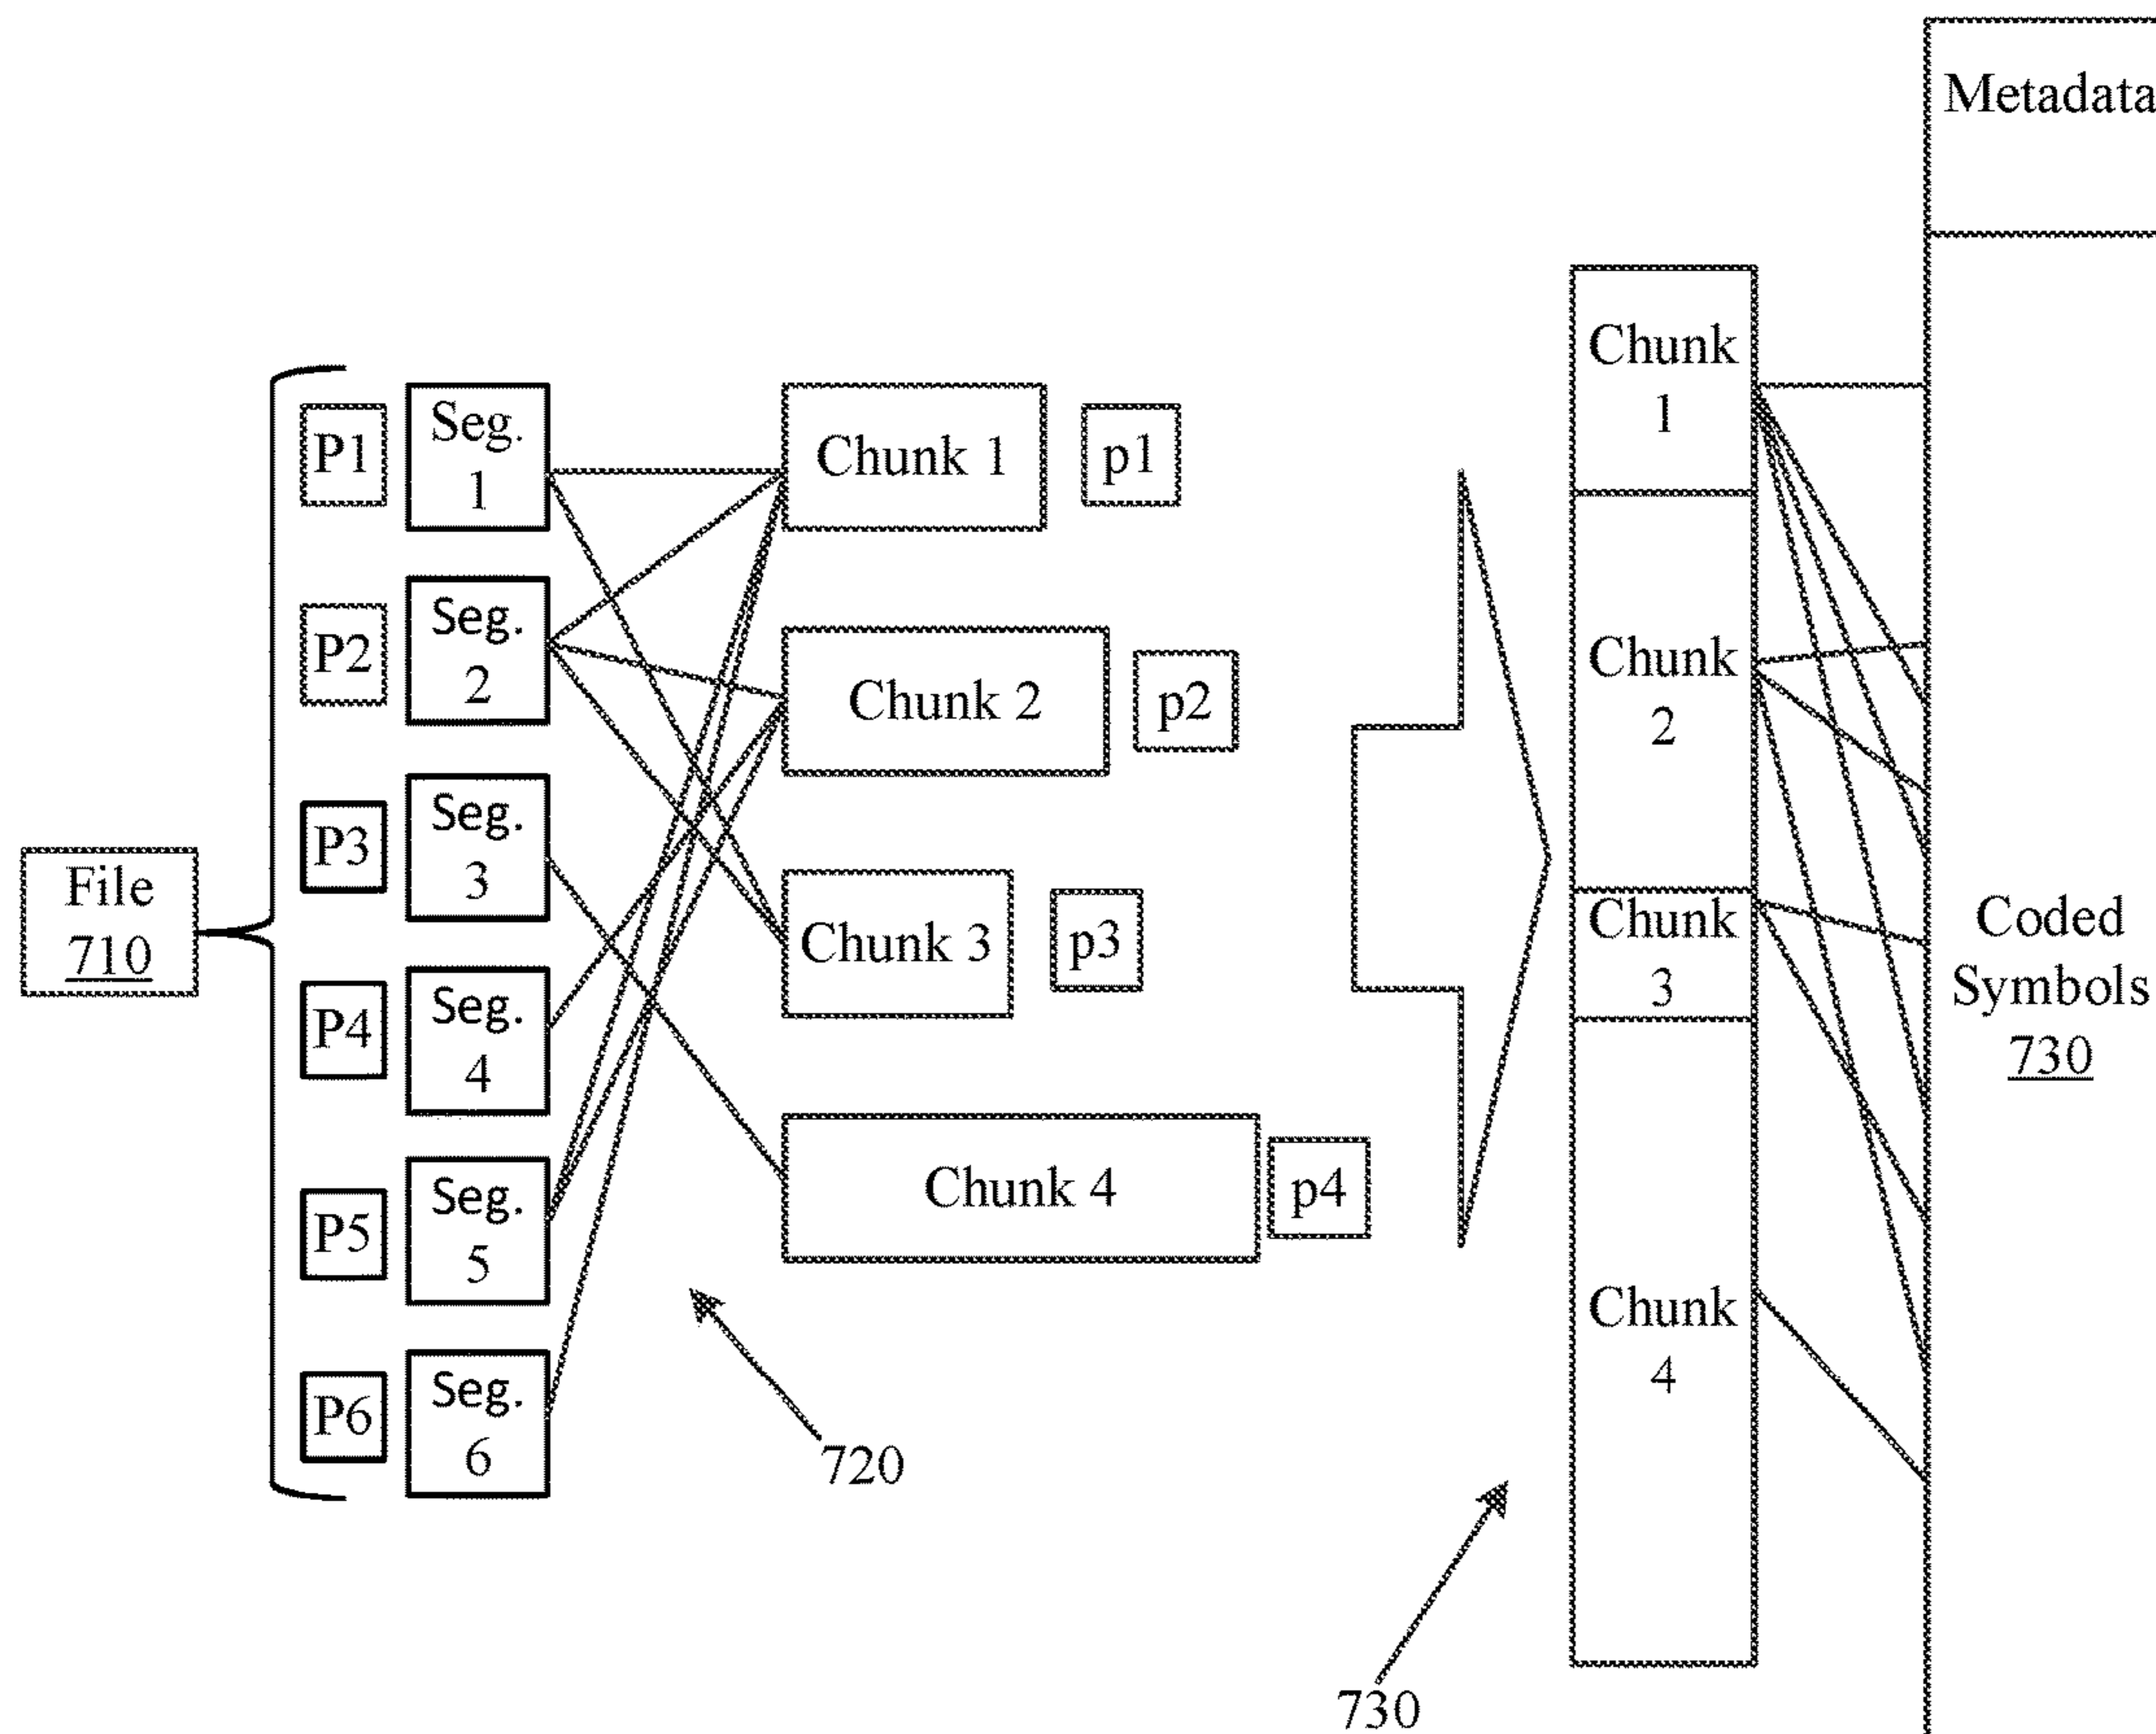 Metadata
File
710
P1
Seg.
1
P2
Seg.
2
P3
Seg.
3
P4
Seg.
4
P5
Seg.
5
P6
Seg.
6
Chunk 1
p1
Chunk 2
p2
Chunk 3
p3
Chunk 4
p4
720
Chunk
1
Chunk
2
Chunk
3
Chunk
4
730
Coded
Symbols
730